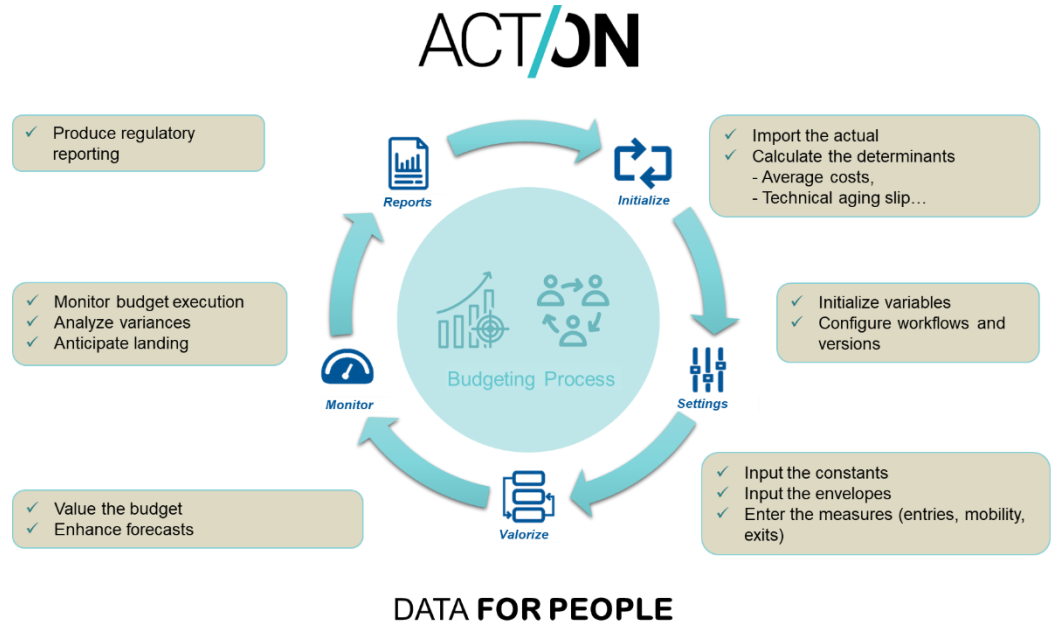 ACT/ON
✓ Produce regulatory
reporting
Reports
Initialize
✓ Import the actual
✓ Calculate the determinants
- Average costs,
- Technical aging slip…
✓ Monitor budget execution
✓ Analyze variances
✓ Anticipate landing
Monitor
Budgeting Process
Settings
✓ Initialize variables
✓ Configure workflows and
versions
✓ Value the budget
✓ Enhance forecasts
Valorize
✓ Input the constants
✓ Input the envelopes
✓ Enter the measures (entries, mobility,
exits)
DATA FOR PEOPLE